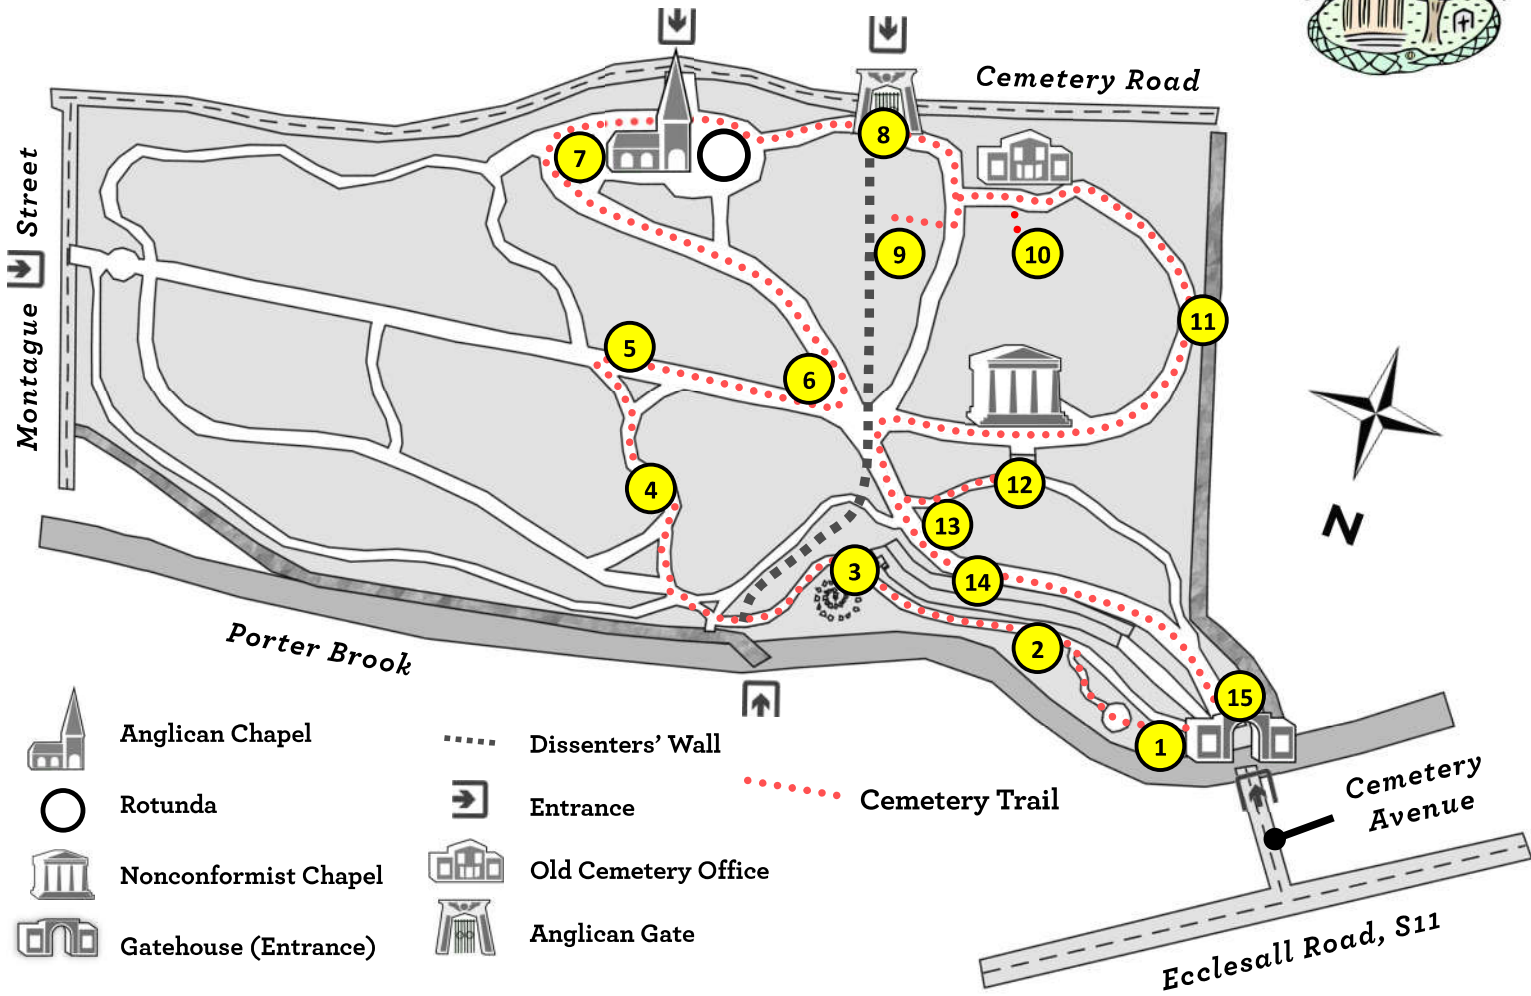 Cemetery Road
Montague Street
8
7
9
10
11
5
6
4
12
13
3
14
2
15
1
N
Porter Brook
Anglican Chapel
Rotunda
Nonconformist Chapel
Gatehouse (Entrance)
Dissenters' Wall
Entrance
Old Cemetery Office
Anglican Gate
Cemetery Trail
Cemetery
Avenue
Ecclesall Road, S11